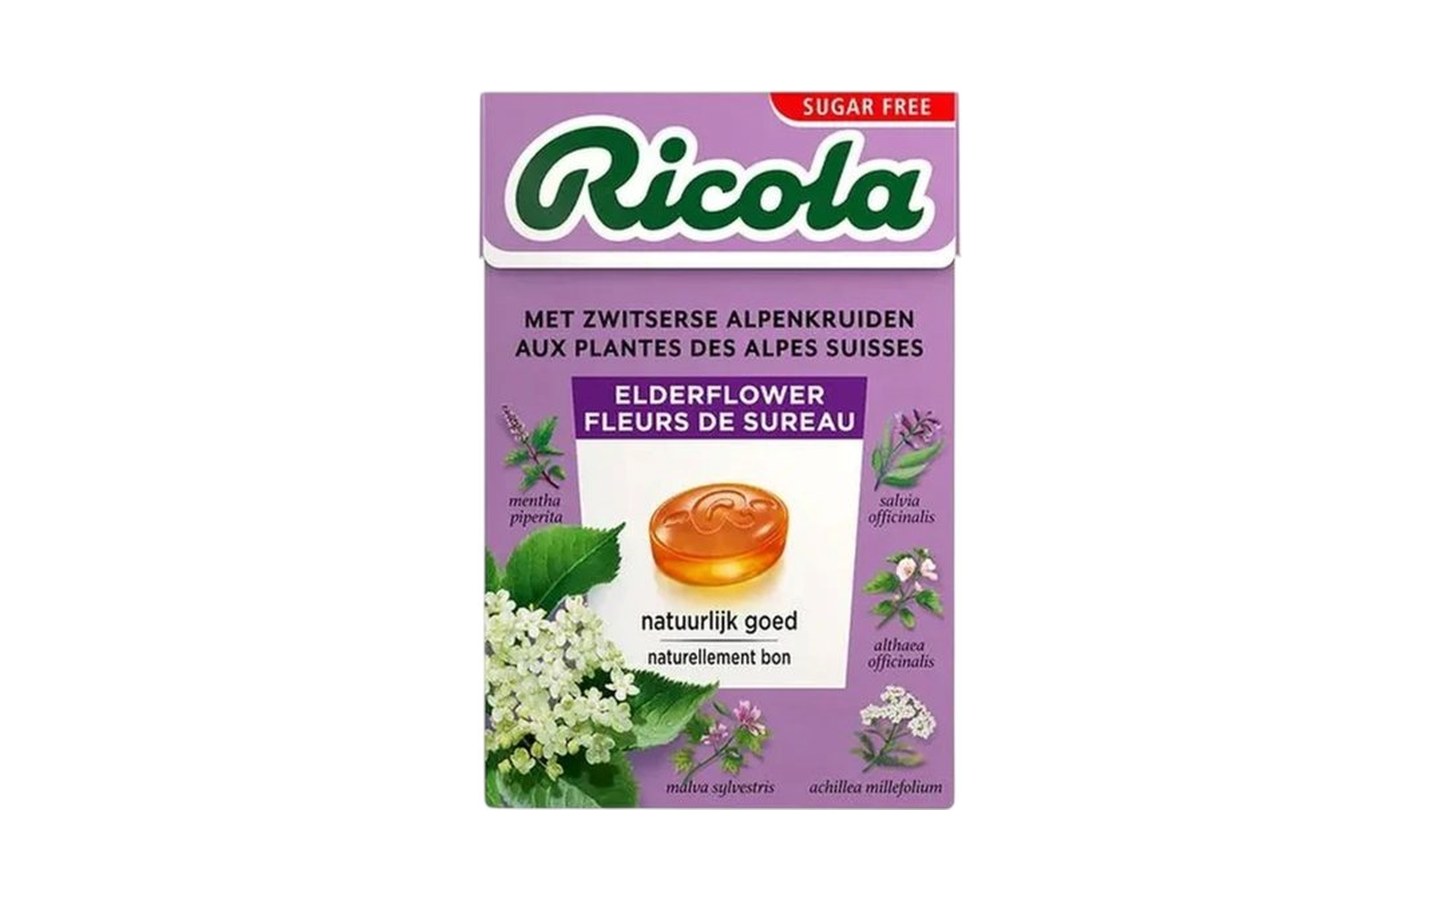 SUGAR FREE
Ricola
MET ZWITSERSE ALPENKRUIDEN
AUX PLANTES DES ALPES SUISSES
ELDERFLOWER
FLEURS DE SUREAU
mentha
piperita
salvia
officinalis
natuurlijk goed
naturellement bon
althaea
officinalis
malva sylvestris
achillea millefolium